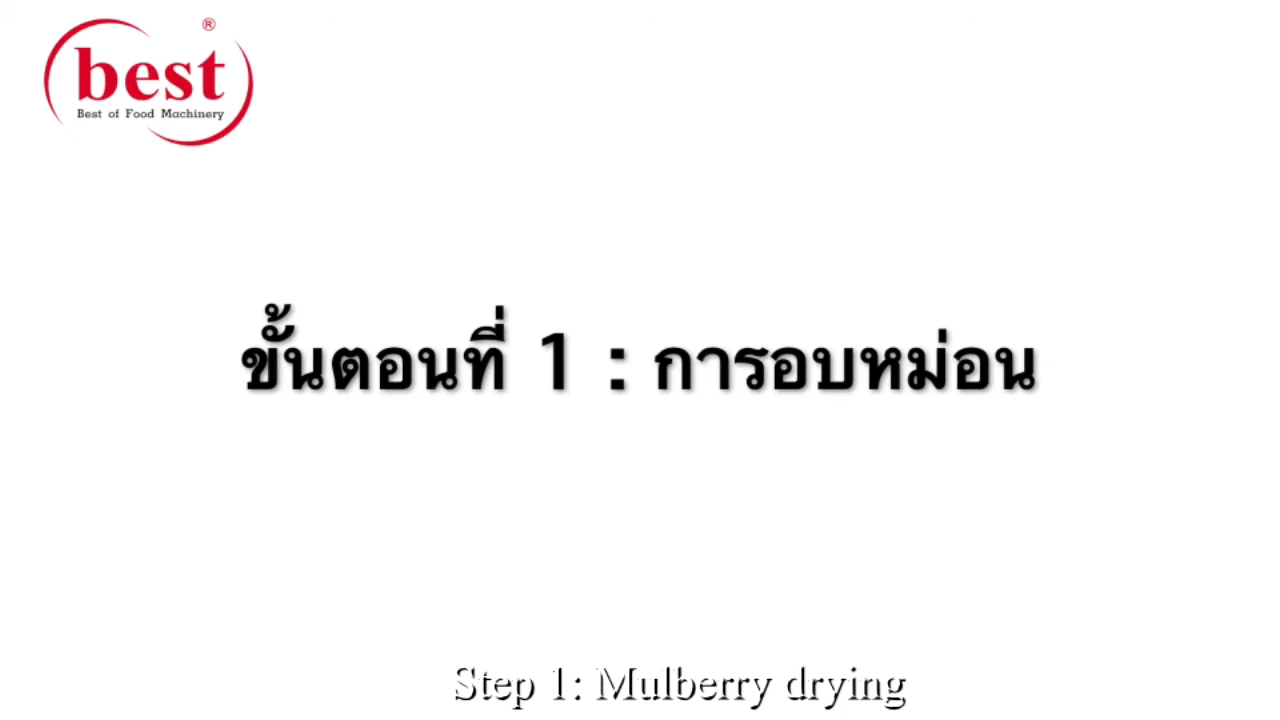 ®
best
Best of Food Machinery
ขั้นตอนที่ 1 : การอบหม่อน
Step 1: Mulberry drying